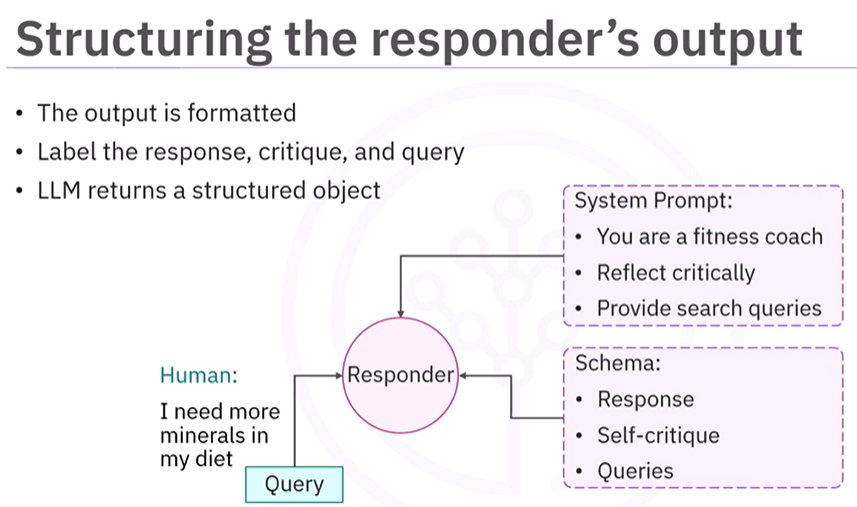 Structuring the responder's output
• The output is formatted
• Label the response, critique, and query
• LLM returns a structured object
System Prompt:
• You are a fitness coach
• Reflect critically
• Provide search queries
Human:
I need more
minerals in
my diet
Query
Responder
Schema:
• Response
• Self-critique
• Queries